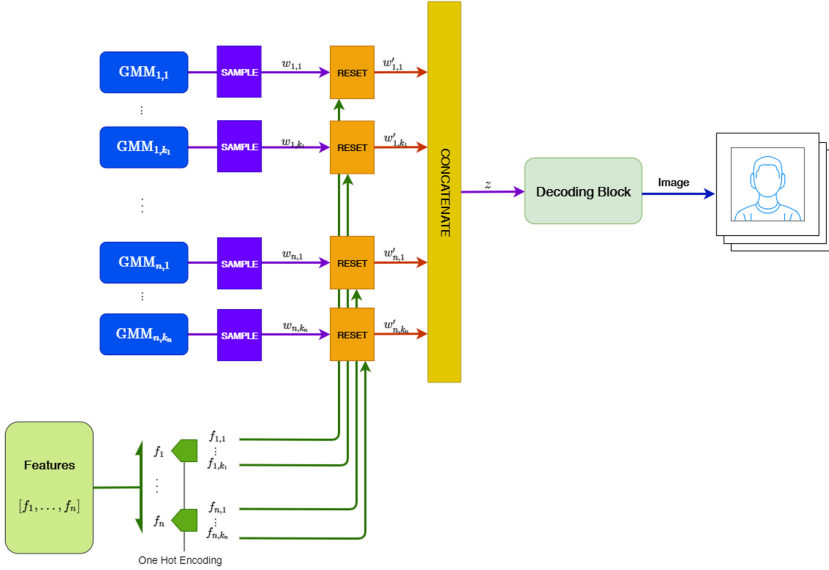 GMM₁,₁ SAMPLE w₁,₁ RESET w′₁,₁
⋮
GMM₁,ₖ₁ SAMPLE w₁,ₖ₁ RESET w′₁,ₖ₁
⋮
GMMₙ,₁ SAMPLE wₙ,₁ RESET w′ₙ,₁
⋮
GMMₙ,ₖₙ SAMPLE wₙ,ₖₙ RESET w′ₙ,ₖₙ
CONCATENATE
z
Decoding Block
Image
Features
[f₁, . . . , fₙ]
f₁
⋮
fₙ
f₁,₁
⋮
f₁,ₖ₁
fₙ,₁
⋮
fₙ,ₖₙ
One Hot Encoding